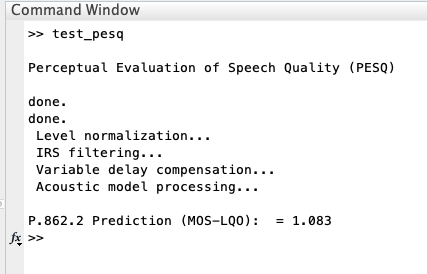 Command Window
>> test_pesq
Perceptual Evaluation of Speech Quality (PESQ)
done.
done.
Level normalization...
IRS filtering...
Variable delay compensation...
Acoustic model processing...
P.862.2 Prediction (MOS-LQO):  = 1.083
fx >>